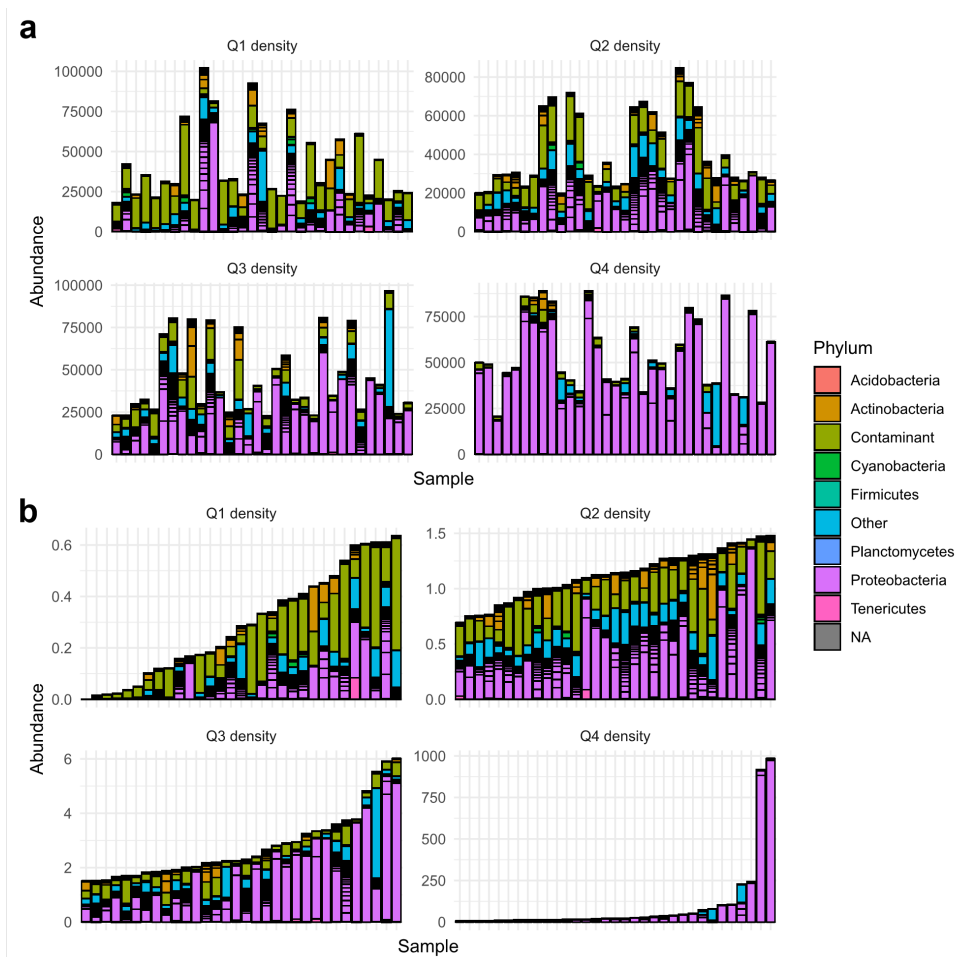 a
Q1 density
Q2 density
100000
75000
50000
25000
0
80000
60000
40000
20000
0
Abundance
Q3 density
Q4 density
100000
75000
50000
25000
0
75000
50000
25000
0
Sample
b
Q1 density
Q2 density
0.6
0.4
0.2
0.0
1.5
1.0
0.5
0.0
Abundance
Q3 density
Q4 density
6
4
2
0
1000
750
500
250
0
Sample
Phylum
Acidobacteria
Actinobacteria
Contaminant
Cyanobacteria
Firmicutes
Other
Planctomycetes
Proteobacteria
Tenericutes
NA